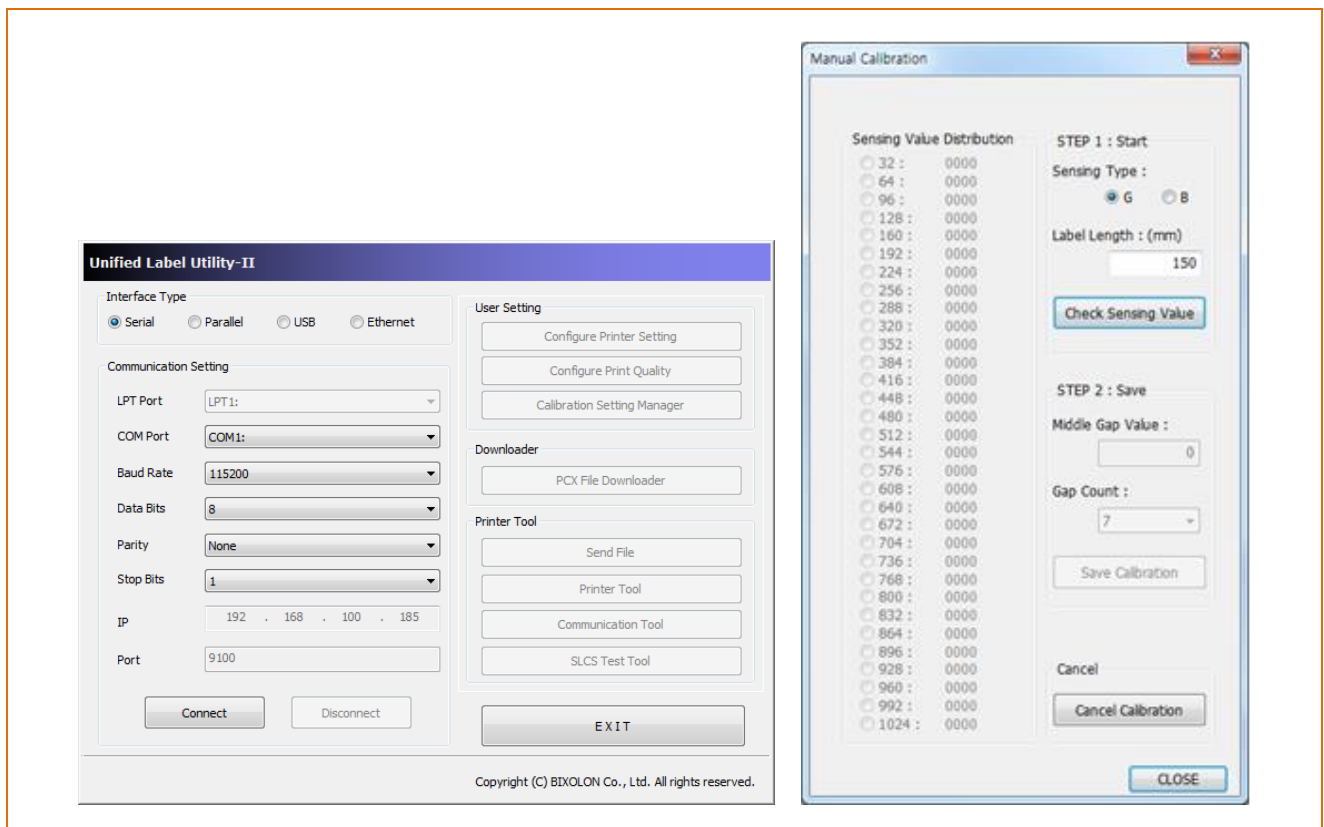 Unified Label Utility-II
Interface Type
Serial Parallel USB Ethernet
Communication Setting
LPT Port LPT1:
COM Port COM1:
Baud Rate 115200
Data Bits 8
Parity None
Stop Bits 1
IP 192 . 168 . 100 . 185
Port 9100
Connect Disconnect
User Setting
Configure Printer Setting
Configure Print Quality
Calibration Setting Manager
Downloader
PCX File Downloader
Printer Tool
Send File
Printer Tool
Communication Tool
SLCS Test Tool
EXIT
Copyright (C) BIXOLON Co., Ltd. All rights reserved.
Manual Calibration
Sensing Value Distribution
32 : 0000
64 : 0000
96 : 0000
128 : 0000
160 : 0000
192 : 0000
224 : 0000
256 : 0000
288 : 0000
320 : 0000
352 : 0000
384 : 0000
416 : 0000
448 : 0000
480 : 0000
512 : 0000
544 : 0000
576 : 0000
608 : 0000
640 : 0000
672 : 0000
704 : 0000
736 : 0000
768 : 0000
800 : 0000
832 : 0000
864 : 0000
896 : 0000
928 : 0000
960 : 0000
992 : 0000
1024 : 0000
STEP 1 : Start
Sensing Type :
G B
Label Length : (mm)
150
Check Sensing Value
STEP 2 : Save
Middle Gap Value :
0
Gap Count :
7
Save Calibration
Cancel
Cancel Calibration
CLOSE